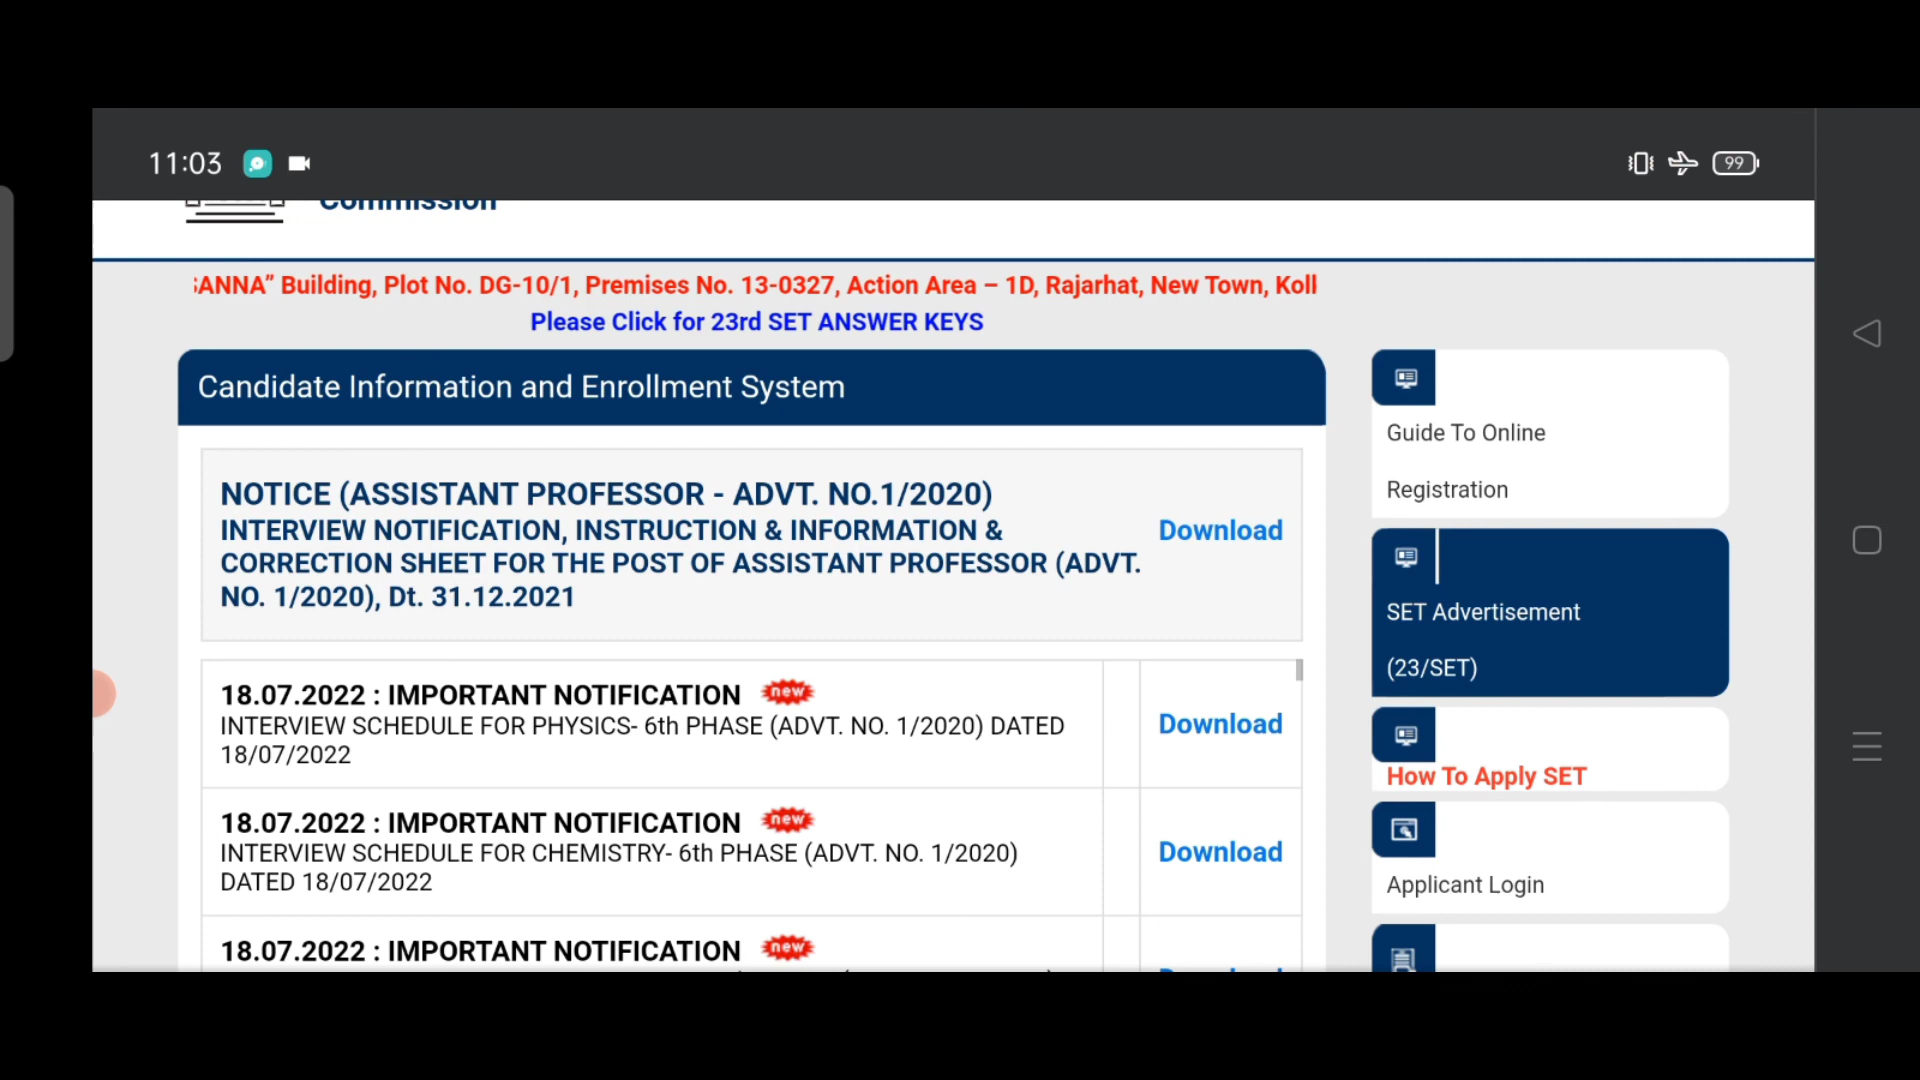 11:03
99
Commission
SANNA” Building, Plot No. DG-10/1, Premises No. 13-0327, Action Area – 1D, Rajarhat, New Town, Koll
Please Click for 23rd SET ANSWER KEYS
Candidate Information and Enrollment System
NOTICE (ASSISTANT PROFESSOR - ADVT. NO.1/2020)
INTERVIEW NOTIFICATION, INSTRUCTION & INFORMATION &
CORRECTION SHEET FOR THE POST OF ASSISTANT PROFESSOR (ADVT.
NO. 1/2020), Dt. 31.12.2021
Download
18.07.2022 : IMPORTANT NOTIFICATION new
INTERVIEW SCHEDULE FOR PHYSICS- 6th PHASE (ADVT. NO. 1/2020) DATED
18/07/2022
Download
18.07.2022 : IMPORTANT NOTIFICATION new
INTERVIEW SCHEDULE FOR CHEMISTRY- 6th PHASE (ADVT. NO. 1/2020)
DATED 18/07/2022
Download
18.07.2022 : IMPORTANT NOTIFICATION new
Guide To Online
Registration
SET Advertisement
(23/SET)
How To Apply SET
Applicant Login